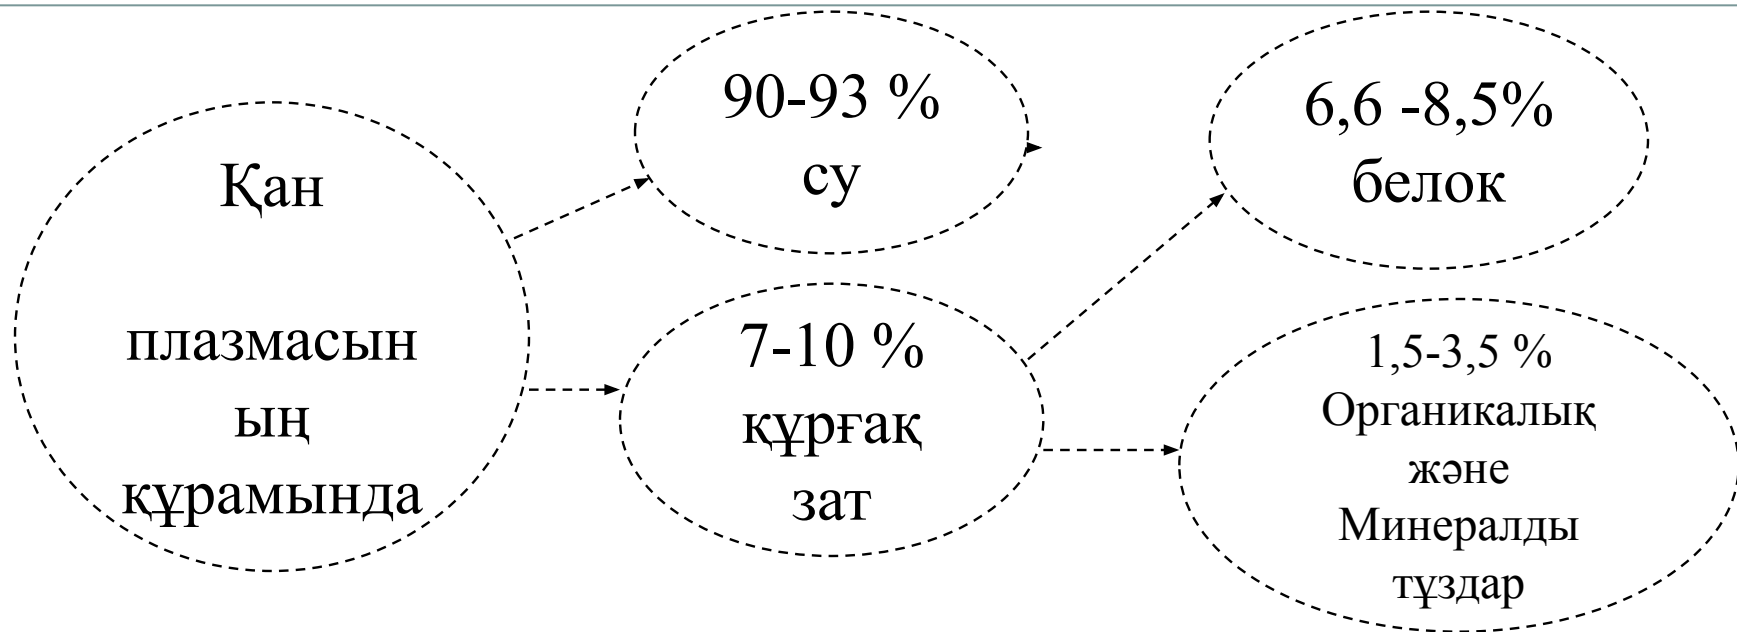 Қан
плазмасын
ың
құрамында
90-93 %
су
7-10 %
құрғақ
зат
6,6 -8,5%
белок
1,5-3,5 %
Органикалық
және
Минералды
тұздар